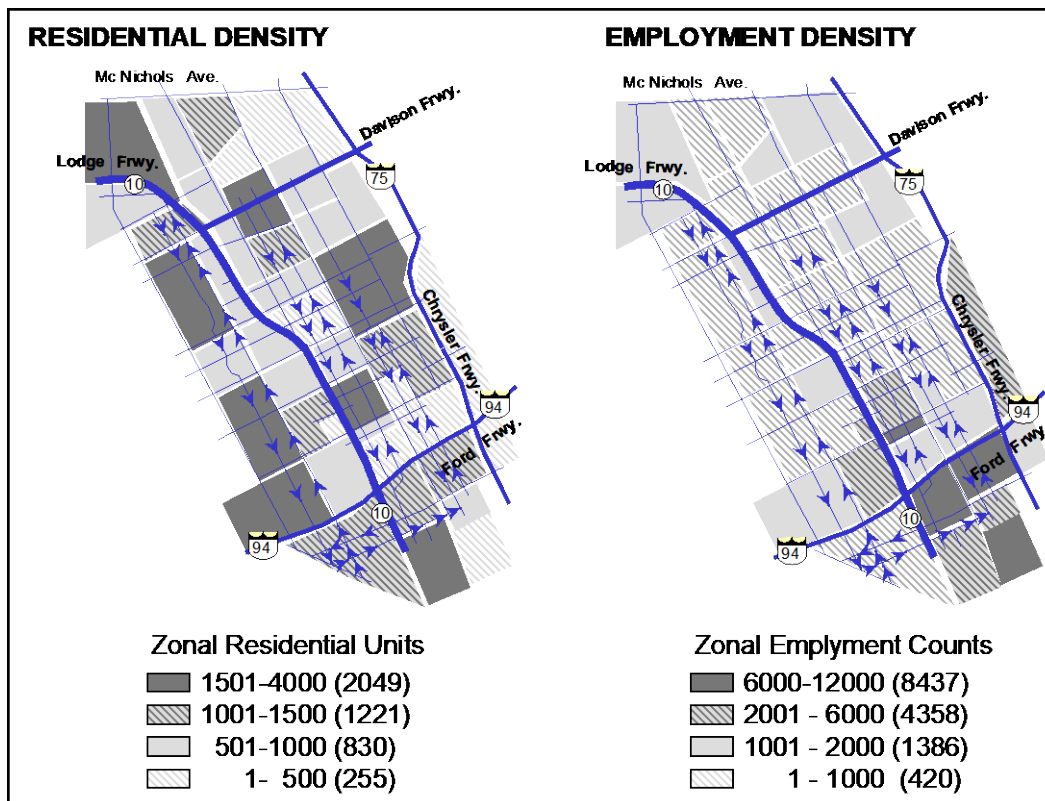 RESIDENTIAL DENSITY
Mc Nichols Ave.
Davison Frwy.
Lodge Frwy.
10
75
Chrysler Frwy.
94
Ford Frwy.
10
94
Zonal Residential Units
1501-4000 (2049)
1001-1500 (1221)
501-1000 (830)
1- 500 (255)
EMPLOYMENT DENSITY
Mc Nichols Ave.
Davison Frwy.
Lodge Frwy.
10
75
Chrysler Frwy.
94
Ford Frwy.
10
94
Zonal Emplyment Counts
6000-12000 (8437)
2001 - 6000 (4358)
1001 - 2000 (1386)
1 - 1000 (420)